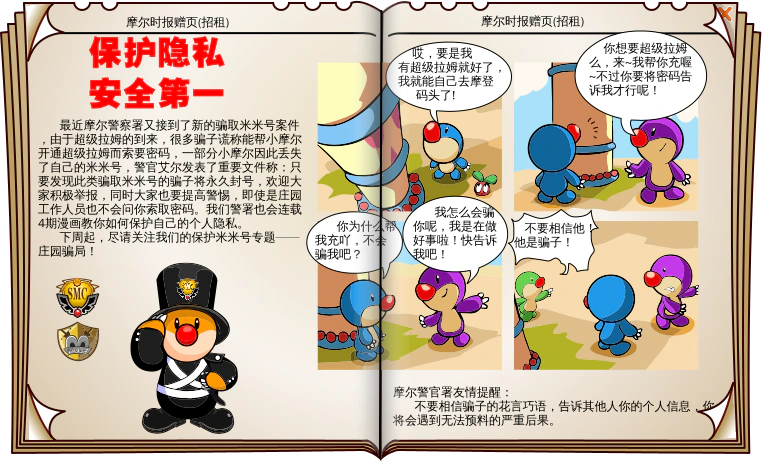 摩尔时报赠页(招租)
保护隐私
安全第一
最近摩尔警察署又接到了新的骗取米米号案件
，由于超级拉姆的到来，很多骗子谎称能帮小摩尔
开通超级拉姆而索要密码，一部分小摩尔因此丢失
了自己的米米号，警官艾尔发表了重要文件称：只
要发现此类骗取米米号的骗子将永久封号，欢迎大
家积极举报，同时大家也要提高警惕，即使是庄园
工作人员也不会问你索取密码。我们警署也会连载
4期漫画教你如何保护自己的个人隐私。
下周起，尽请关注我们的保护米米号专题——
庄园骗局！
SMC
摩尔时报赠页(招租)
哎，要是我
有超级拉姆就好了，
我就能自己去摩登
码头了!
你想要超级拉姆
么，来~我帮你充喔
~不过你要将密码告
诉我才行呢！
你为什么帮
我充吖，不会
骗我吧？
我怎么会骗
你呢，我是在做
好事啦！快告诉
我吧！
不要相信他！
他是骗子！
摩尔警官署友情提醒：
不要相信骗子的花言巧语，告诉其他人你的个人信息，你
将会遇到无法预料的严重后果。